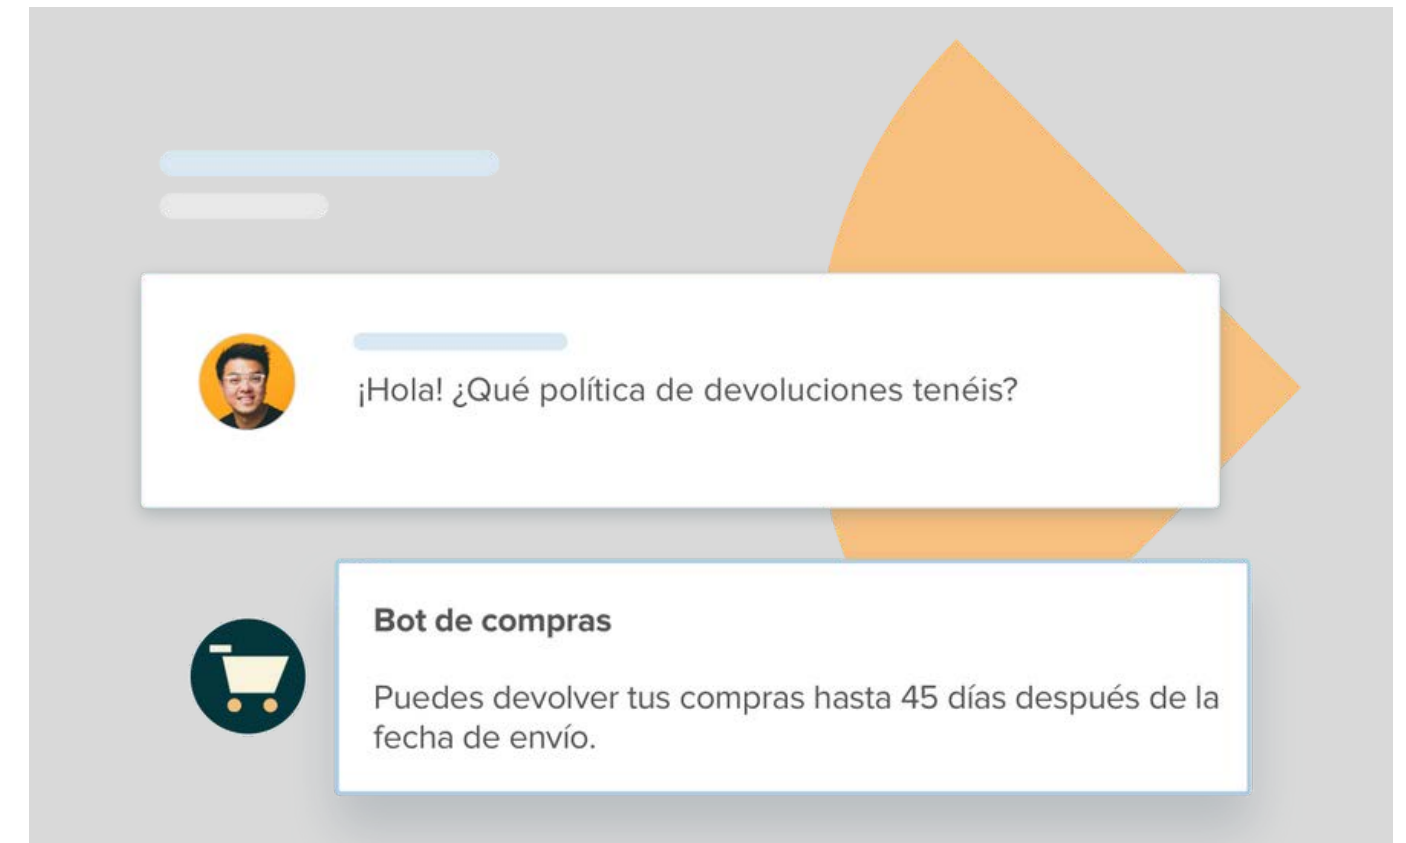 ¡Hola! ¿Qué política de devoluciones tenéis?
Bot de compras
Puedes devolver tus compras hasta 45 días después de la
fecha de envío.